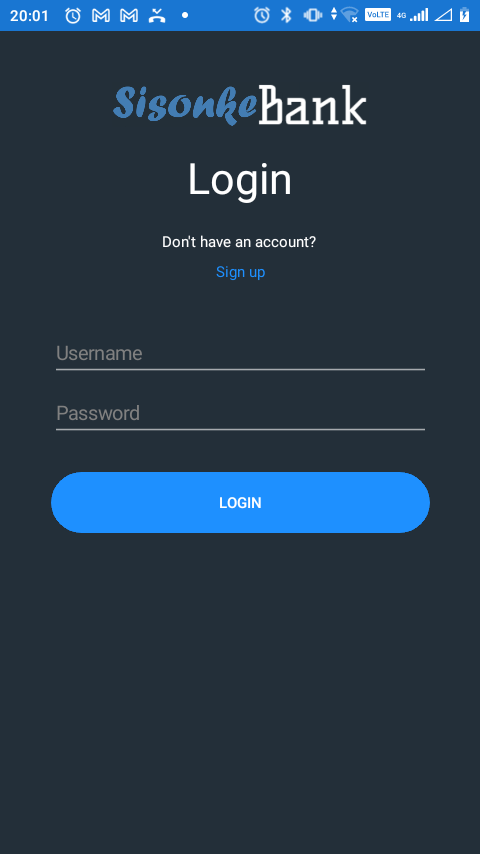 20:01 VoLTE 4G
SisonkeBank
Login
Don't have an account?
Sign up
Username
Password
LOGIN